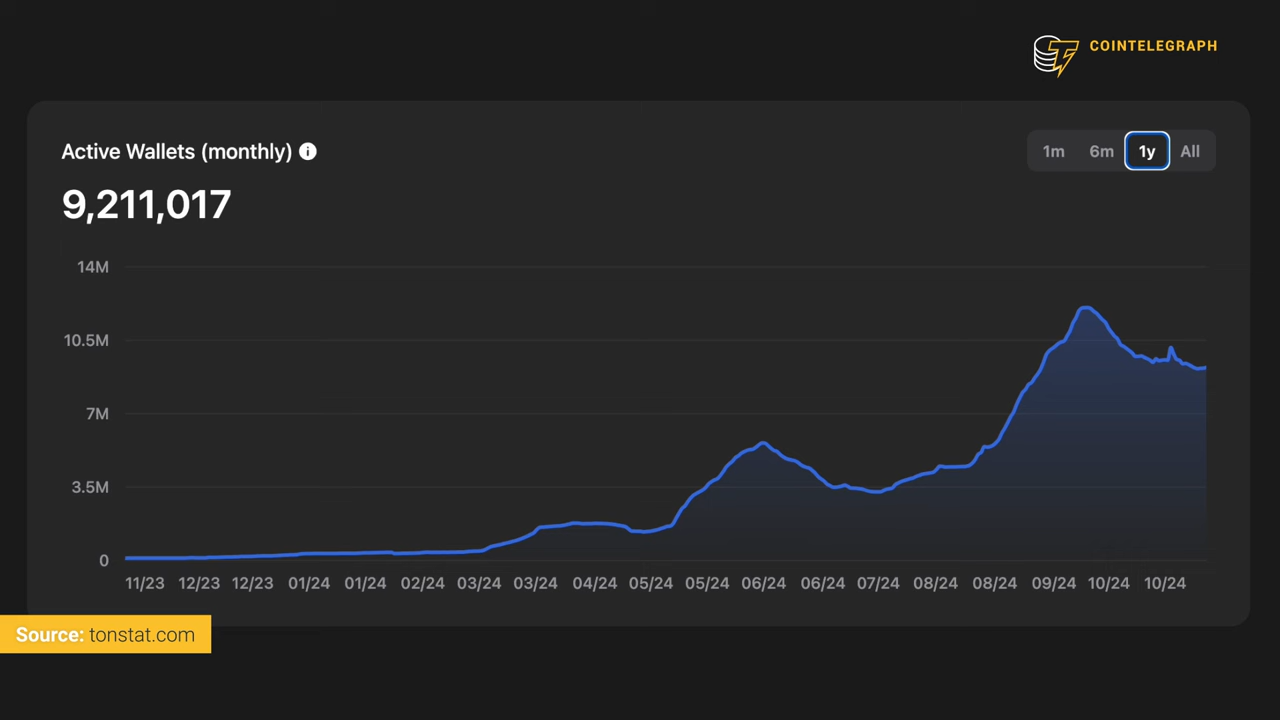 COINTELEGRAPH
Active Wallets (monthly)
1m 6m 1y All
9,211,017
14M
10.5M
7M
3.5M
0
11/23 12/23 12/23 01/24 01/24 02/24 03/24 03/24 04/24 05/24 05/24 06/24 06/24 07/24 08/24 08/24 09/24 10/24 10/24
Source: tonstat.com